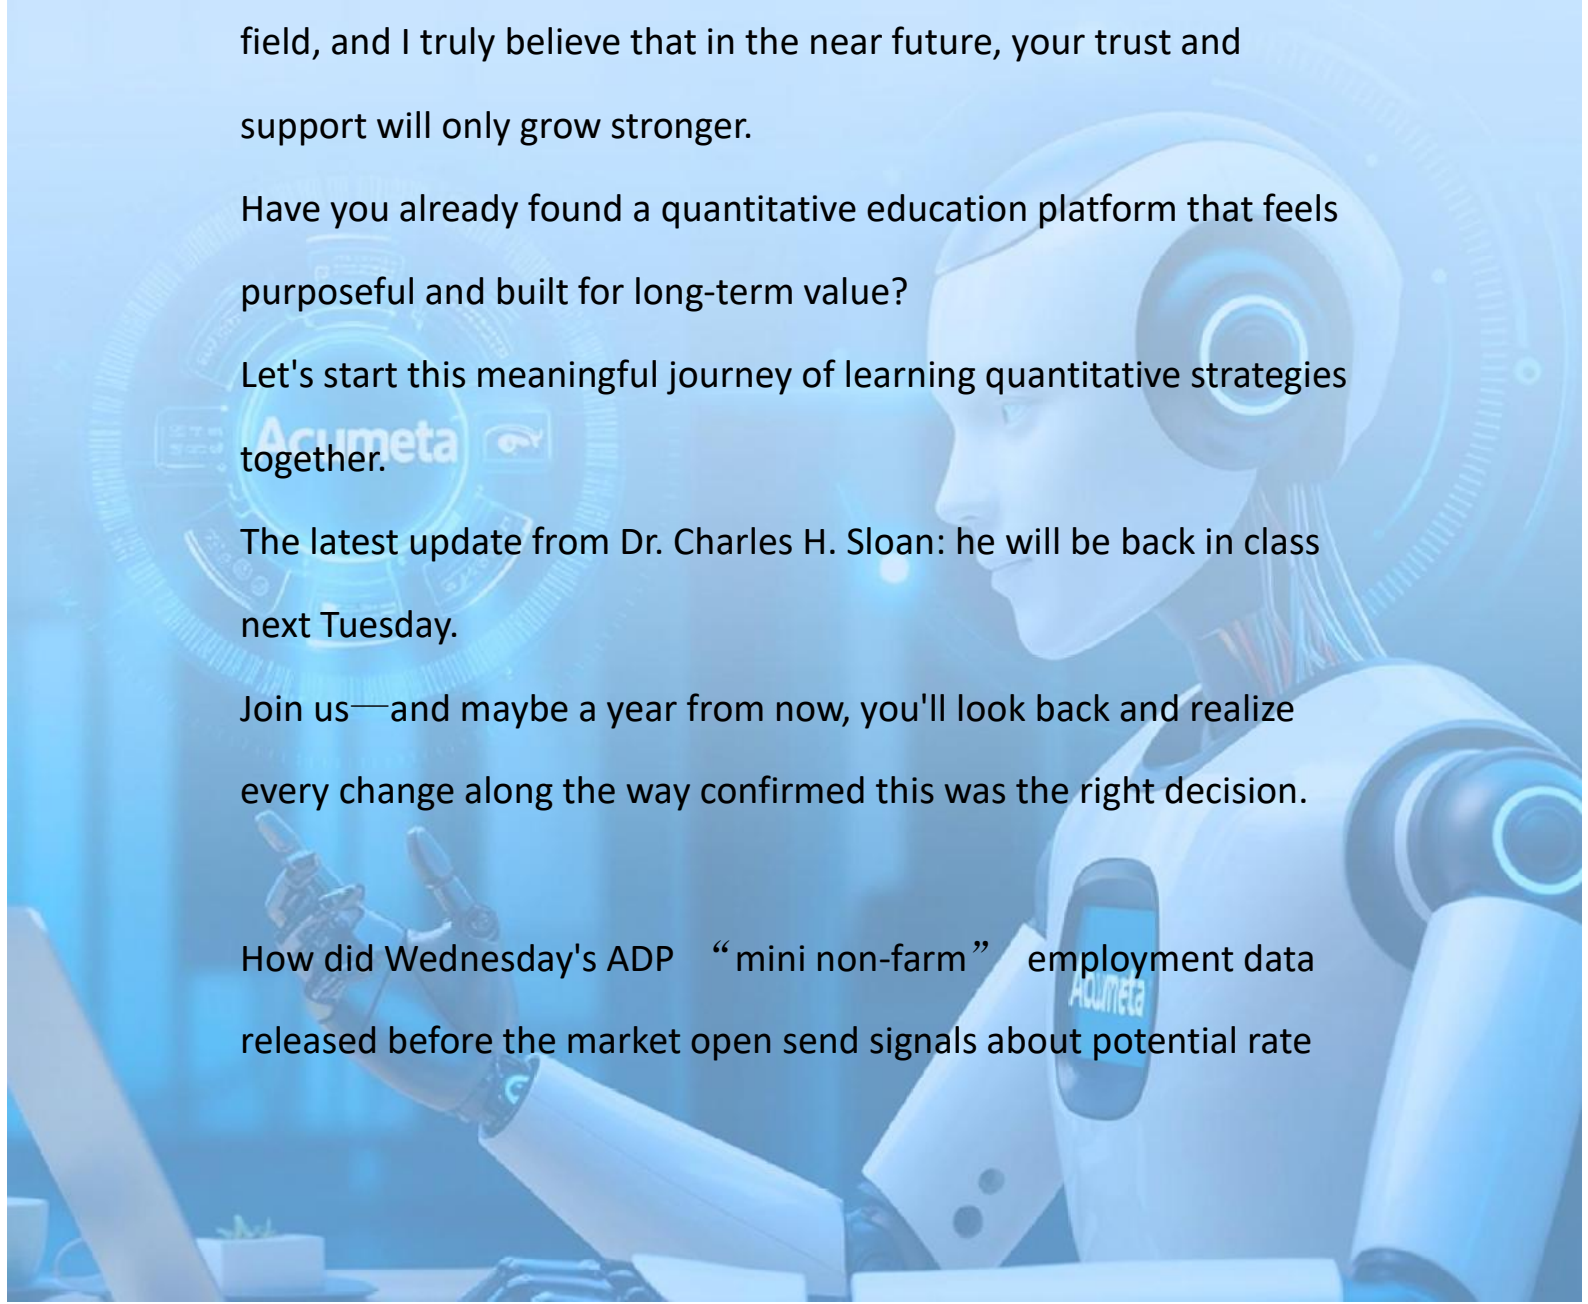 field, and I truly believe that in the near future, your trust and
support will only grow stronger.
Have you already found a quantitative education platform that feels
purposeful and built for long-term value?
Let's start this meaningful journey of learning quantitative strategies
Acumeta
together.
The latest update from Dr. Charles H. Sloan: he will be back in class
next Tuesday.
Join us—and maybe a year from now, you'll look back and realize
every change along the way confirmed this was the right decision.
How did Wednesday's ADP “mini non-farm” employment data
Acumeta
released before the market open send signals about potential rate